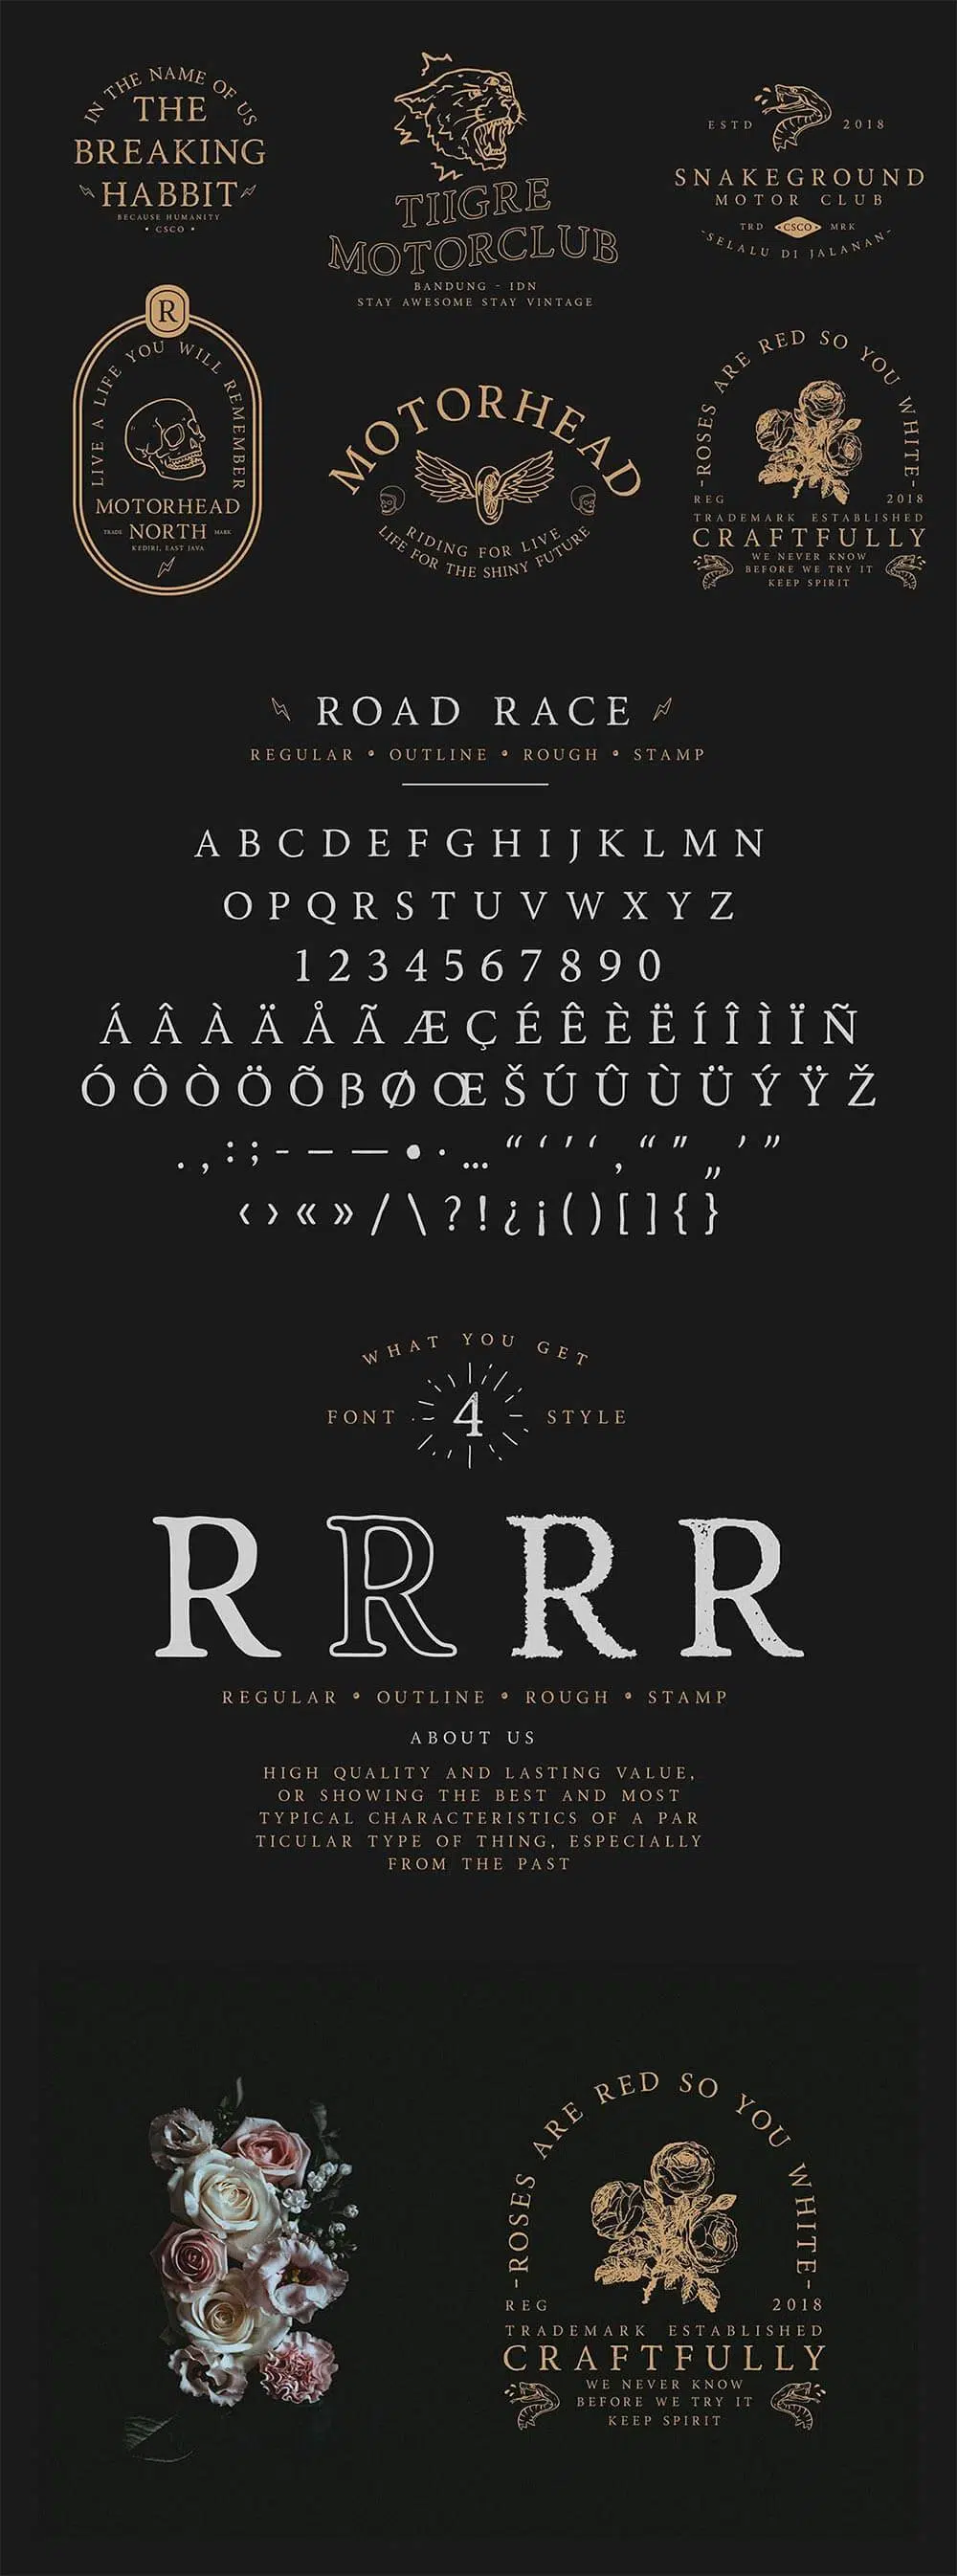 IN THE NAME OF US
THE
BREAKING
HABBIT
BECAUSE HUMANITY
• CSCO •
TIIGRE
MOTORCLUB
BANDUNG - IDN
STAY AWESOME STAY VINTAGE
ESTD 2018
SNAKEGROUND
MOTOR CLUB
TRD CSCO MRK
-SELALU DI JALANAN-
R
LIVE A LIFE YOU WILL REMEMBER
MOTORHEAD
TRADE NORTH MARK
KEDIRI, EAST JAVA
MOTORHEAD
RIDING FOR LIVE
LIFE FOR THE SHINY FUTURE
-ROSES ARE RED SO YOU WHITE-
REG 2018
TRADEMARK ESTABLISHED
CRAFTFULLY
WE NEVER KNOW
BEFORE WE TRY IT
KEEP SPIRIT
ROAD RACE
REGULAR • OUTLINE • ROUGH • STAMP
A B C D E F G H I J K L M N
O P Q R S T U V W X Y Z
1 2 3 4 5 6 7 8 9 0
Á Â À Ä Å Ã Æ Ç É Ê È Ë Í Î Ì Ï Ñ
Ó Ô Ò Ö Õ ß Ø Œ Š Ú Û Ù Ü Ý Ÿ Ž
. , : ; - – — • · … “ ‘ ' ‘ , “ " „ ’ ”
‹ › « » / \ ? ! ¿ ¡ ( ) [ ] { }
WHAT YOU GET
FONT 4 STYLE
R R R R
REGULAR • OUTLINE • ROUGH • STAMP
ABOUT US
HIGH QUALITY AND LASTING VALUE,
OR SHOWING THE BEST AND MOST
TYPICAL CHARACTERISTICS OF A PAR
TICULAR TYPE OF THING, ESPECIALLY
FROM THE PAST
-ROSES ARE RED SO YOU WHITE-
REG 2018
TRADEMARK ESTABLISHED
CRAFTFULLY
WE NEVER KNOW
BEFORE WE TRY IT
KEEP SPIRIT